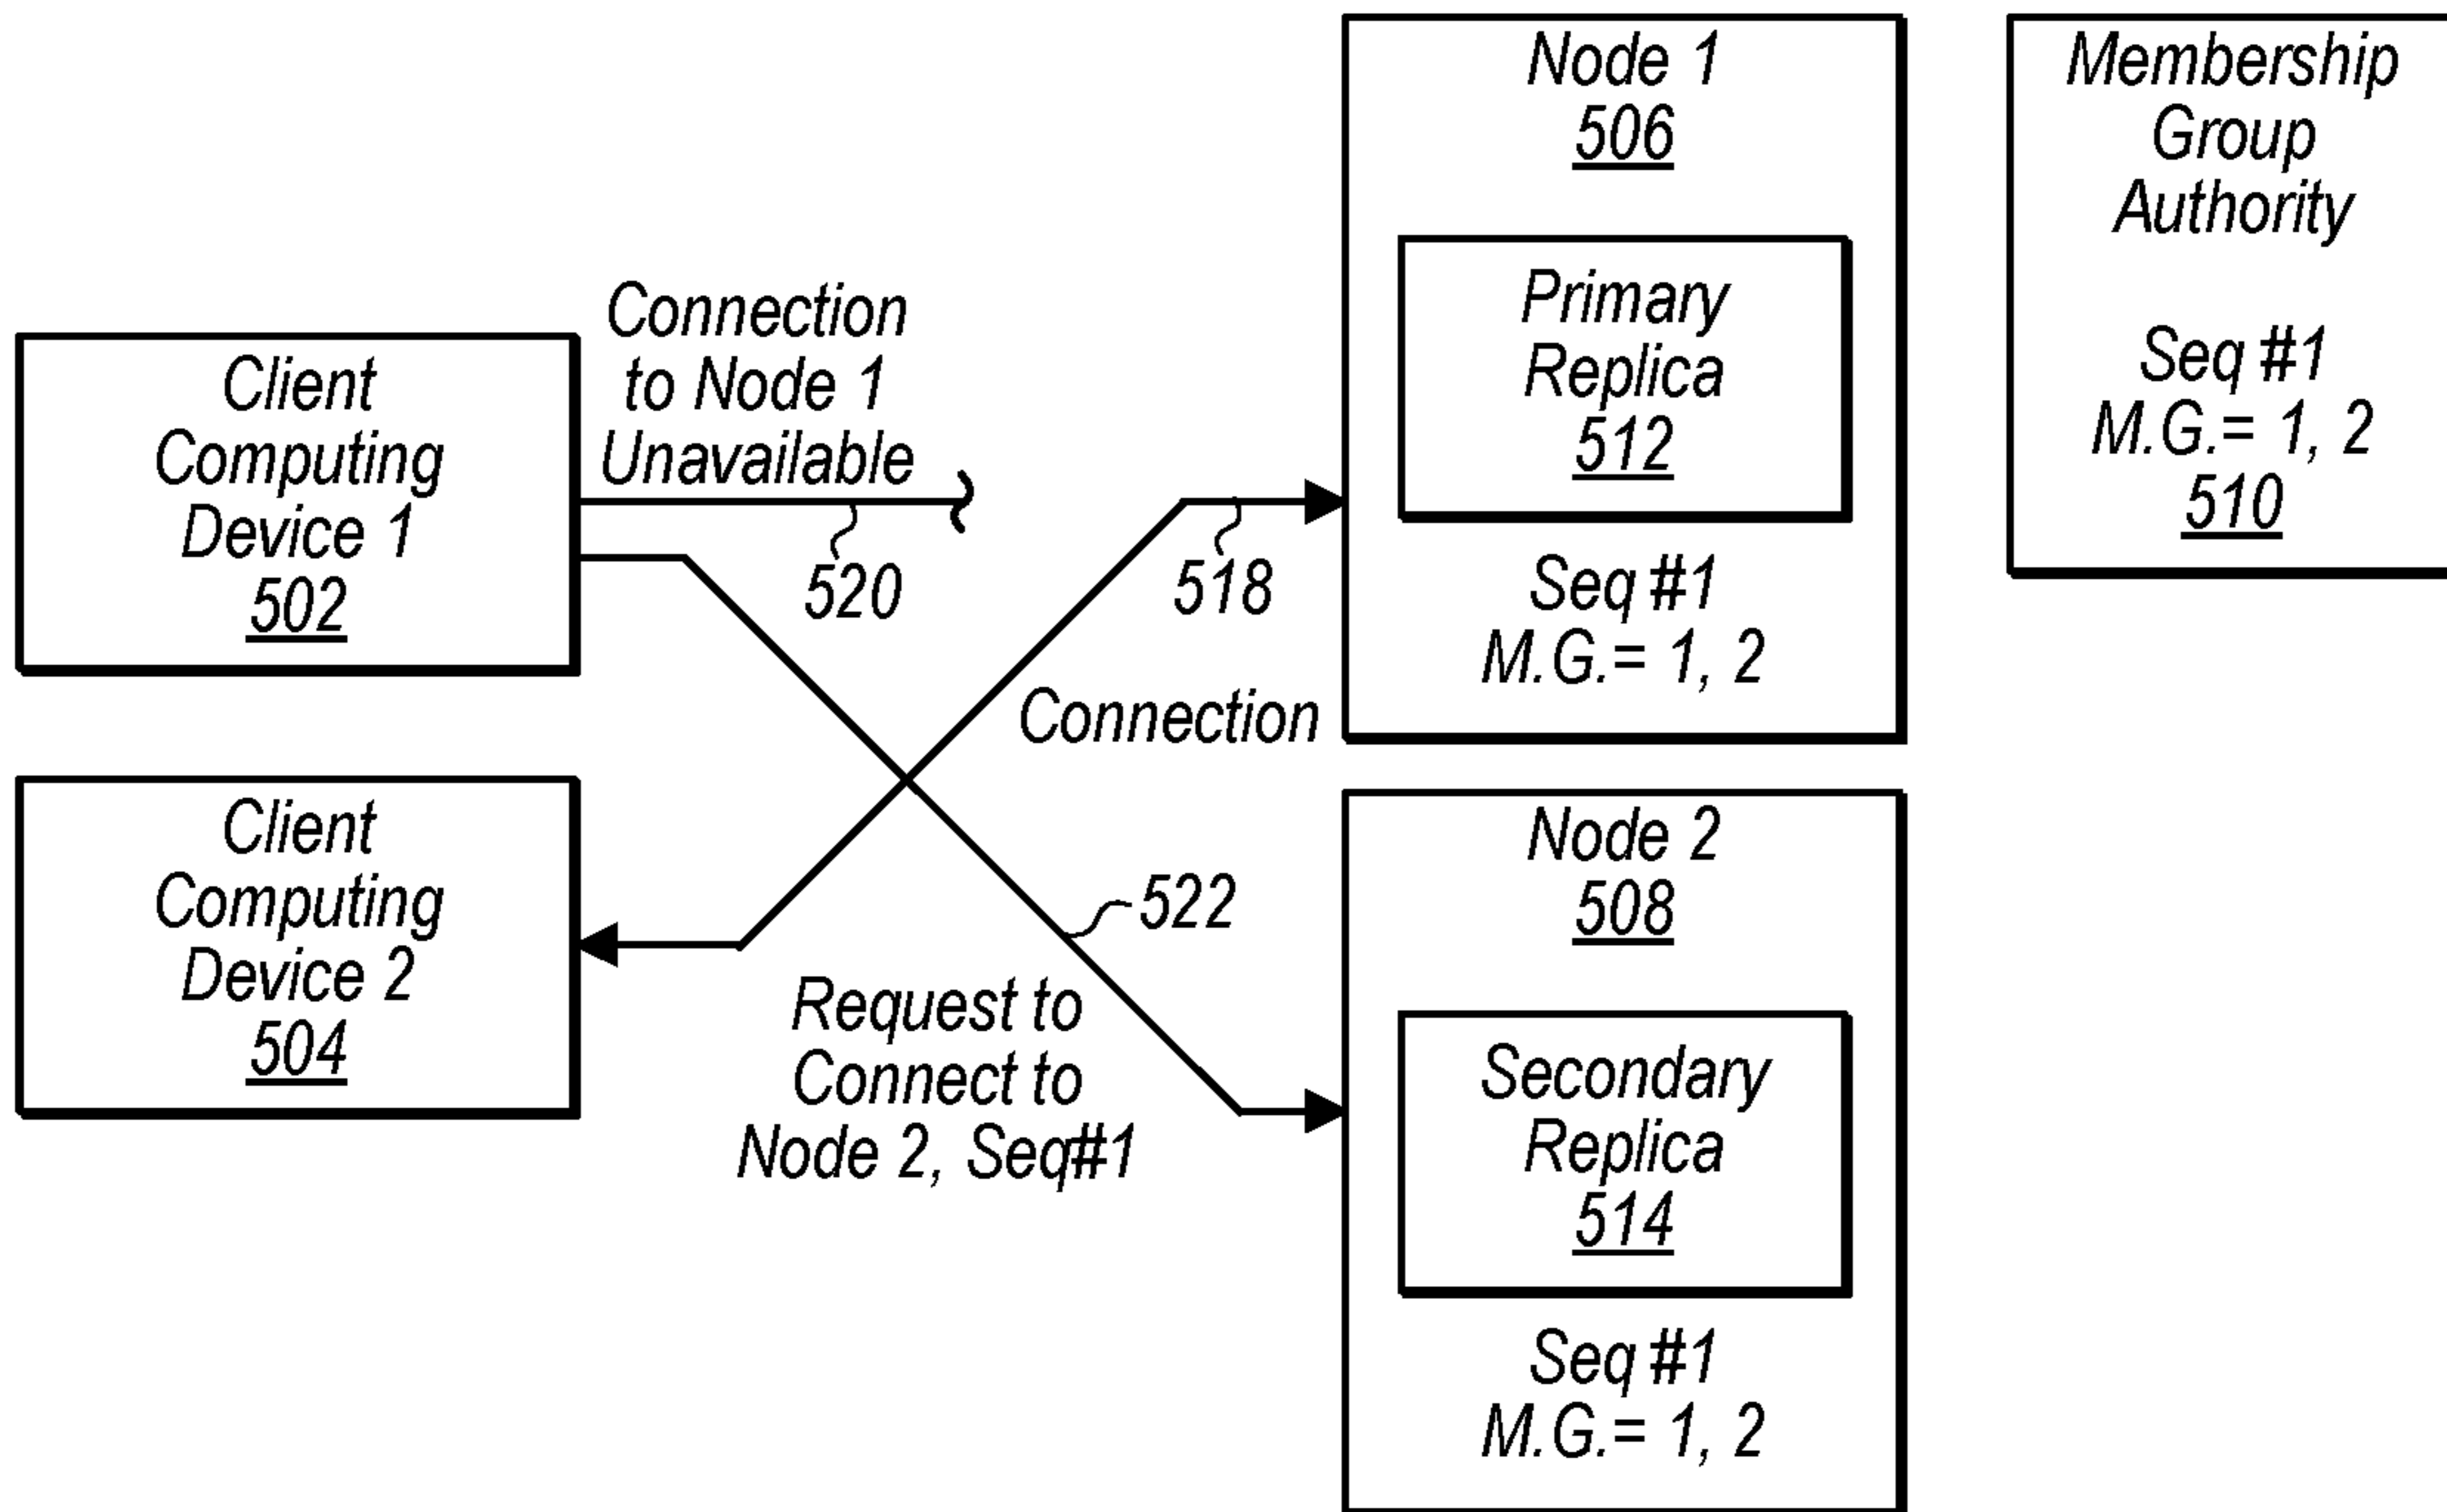 Client
Computing
Device 1
502
Connection
to Node 1
Unavailable
520
518
Connection
Node 1
506
Primary
Replica
512
Seq #1
M.G.= 1, 2
Membership
Group
Authority
Seq #1
M.G.= 1, 2
510
Client
Computing
Device 2
504
522
Request to
Connect to
Node 2, Seq#1
Node 2
508
Secondary
Replica
514
Seq #1
M.G.= 1, 2